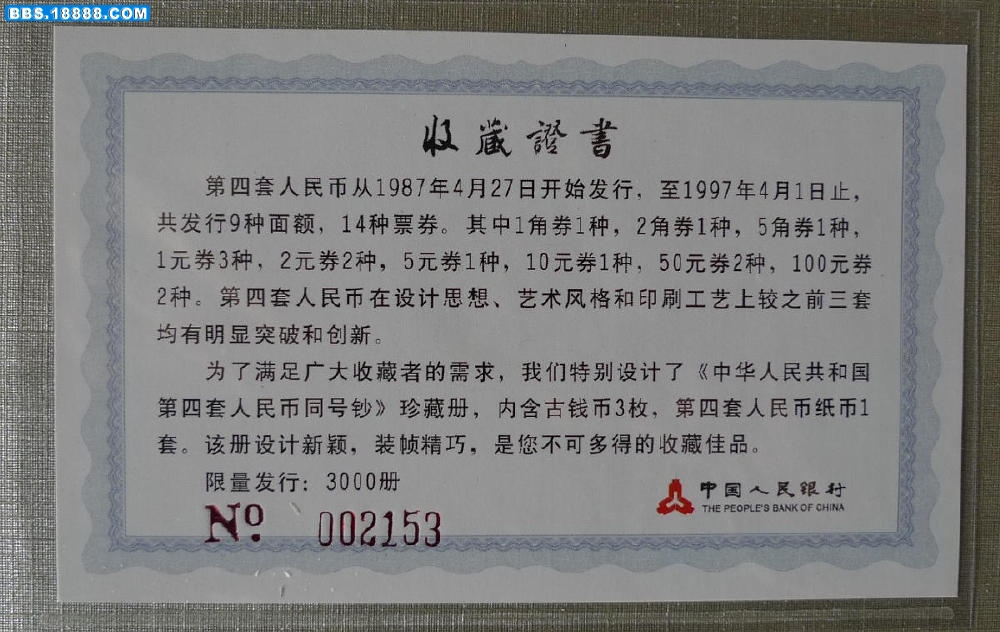 BBS.18888.COM
收藏證書
第四套人民币从1987年4月27日开始发行，至1997年4月1日止，
共发行9种面额，14种票券。其中1角券1种，2角券1种，5角券1种，
1元券3种，2元券2种，5元券1种，10元券1种，50元券2种，100元券
2种。第四套人民币在设计思想、艺术风格和印刷工艺上较之前三套
均有明显突破和创新。
为了满足广大收藏者的需求，我们特别设计了《中华人民共和国
第四套人民币同号钞》珍藏册，内含古钱币3枚，第四套人民币纸币1
套。该册设计新颖，装帧精巧，是您不可多得的收藏佳品。
限量发行：3000册
中国人民银行
THE PEOPLE'S BANK OF CHINA
Nº. 002153